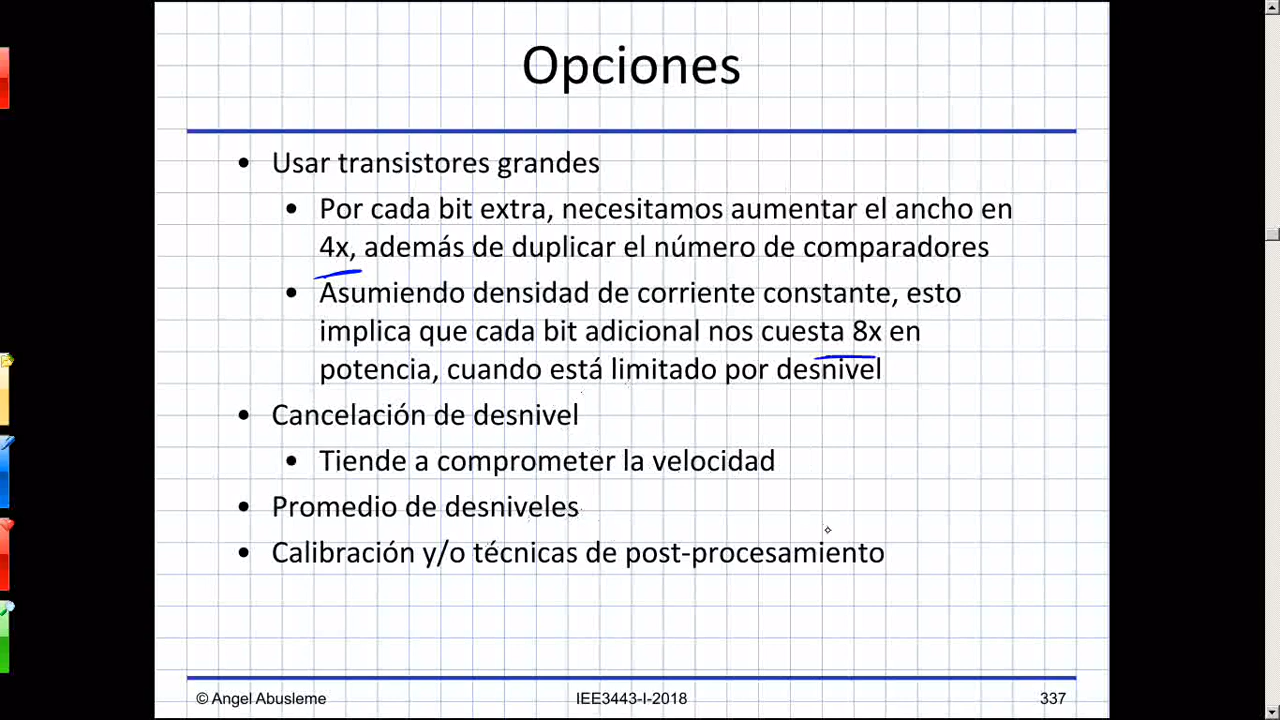 Opciones
• Usar transistores grandes
• Por cada bit extra, necesitamos aumentar el ancho en
4x, además de duplicar el número de comparadores
• Asumiendo densidad de corriente constante, esto
implica que cada bit adicional nos cuesta 8x en
potencia, cuando está limitado por desnivel
• Cancelación de desnivel
• Tiende a comprometer la velocidad
• Promedio de desniveles
• Calibración y/o técnicas de post-procesamiento
© Angel Abusleme IEE3443-I-2018 337